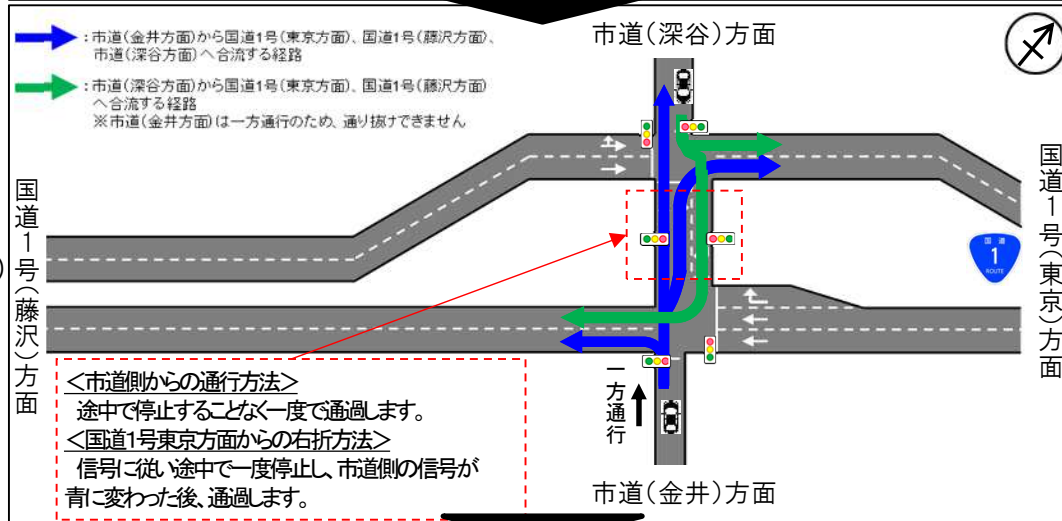 市道(深谷)方面
:市道(金井方面)から国道1号(東京方面)、国道1号(藤沢方面)、
市道(深谷方面)へ合流する経路
:市道(深谷方面)から国道1号(東京方面)、国道1号(藤沢方面)
へ合流する経路
※市道(金井方面)は一方通行のため、通り抜けできません
国道1号(藤沢)方面
国道1号(東京)方面
国道
1
ROUTE
<市道側からの通行方法>
途中で停止することなく一度で通過します。
<国道1号東京方面からの右折方法>
信号に従い途中で一度停止し、市道側の信号が
青に変わった後、通過します。
一方通行
市道(金井)方面